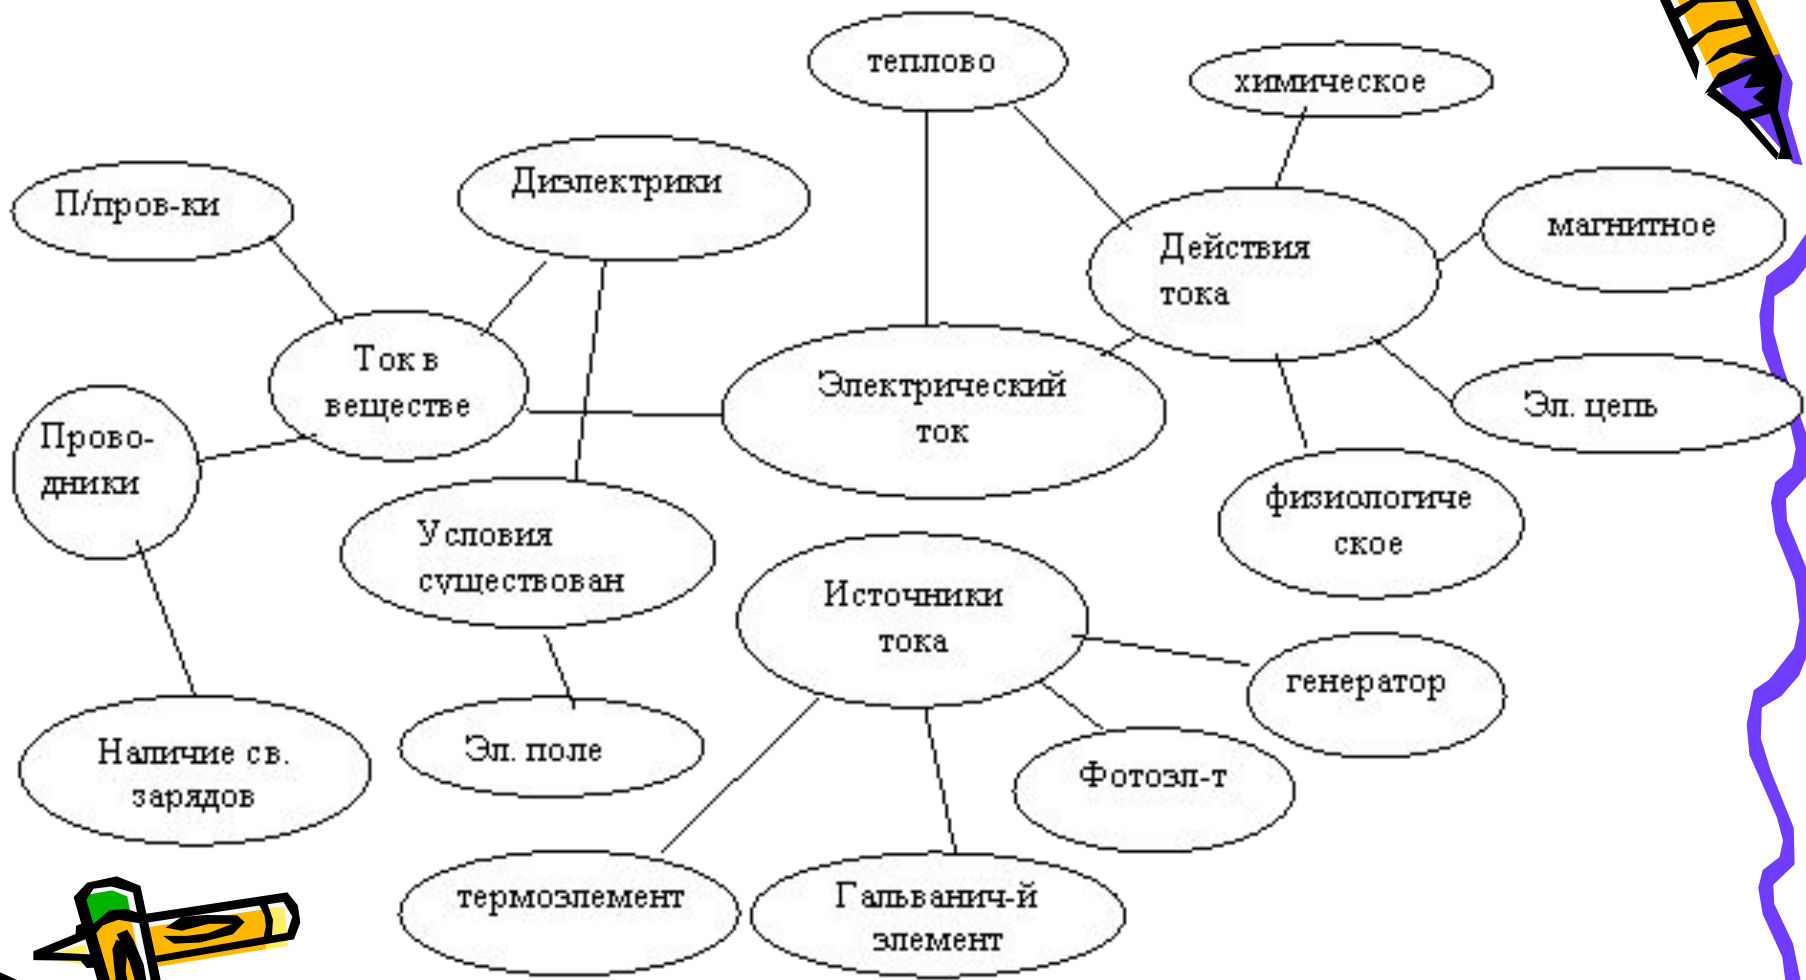 теплово
химическое
Диэлектрики
П/пров-ки
магнитное
Действия
тока
Ток в
веществе
Электрический
ток
Эл. цепь
Прово-
дники
физиологиче
ское
Условия
существован
Источники
тока
генератор
Наличие св.
зарядов
Эл. поле
Фотоэл-т
термоэлемент
Гальванич-й
элемент